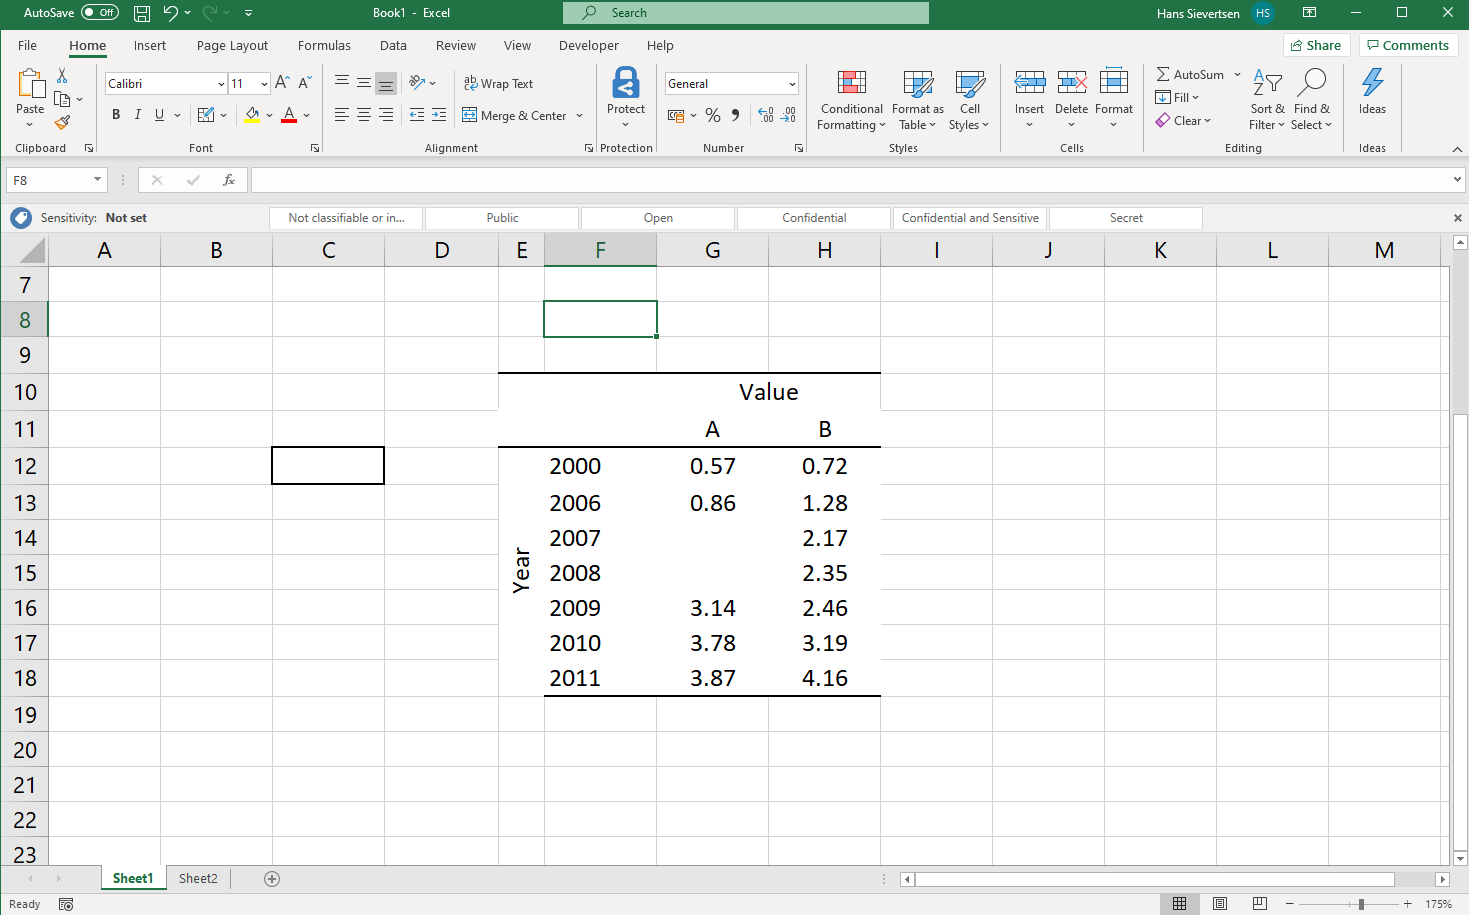 AutoSave Off Book1 - Excel Search Hans Sievertsen HS
File Home Insert Page Layout Formulas Data Review View Developer Help Share Comments
Paste
Calibri 11
B I U
Wrap Text
Merge & Center
Protect
General
Conditional Formatting
Format as Table
Cell Styles
Insert Delete Format
AutoSum
Fill
Clear
Sort & Filter
Find & Select
Ideas
Clipboard Font Alignment Protection Number Styles Cells Editing Ideas
F8 fx
Sensitivity: Not set Not classifiable or in... Public Open Confidential Confidential and Sensitive Secret
A B C D E F G H I J K L M
7
8
9
10 Value
11 A B
12 2000 0.57 0.72
13 2006 0.86 1.28
14 2007 2.17
Year
15 2008 2.35
16 2009 3.14 2.46
17 2010 3.78 3.19
18 2011 3.87 4.16
19
20
21
22
23
Sheet1 Sheet2
Ready 175%